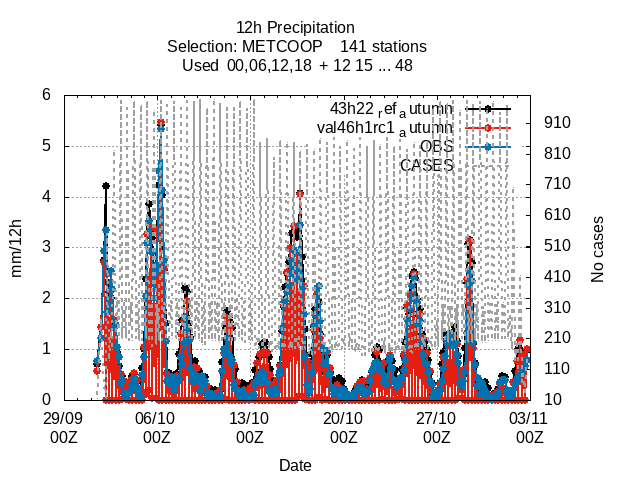 12h Precipitation
Selection: METCOOP 141 stations
Used 00,06,12,18 + 12 15 ... 48
43h22 ref a utumn
val46h1rc1 a utumn
OBS
CASES
mm/12h
6
5
4
3
2
1
0
No cases
910
810
710
610
510
410
310
210
110
10
29/09 06/10 13/10 20/10 27/10 03/11
00Z 00Z 00Z 00Z 00Z 00Z
Date